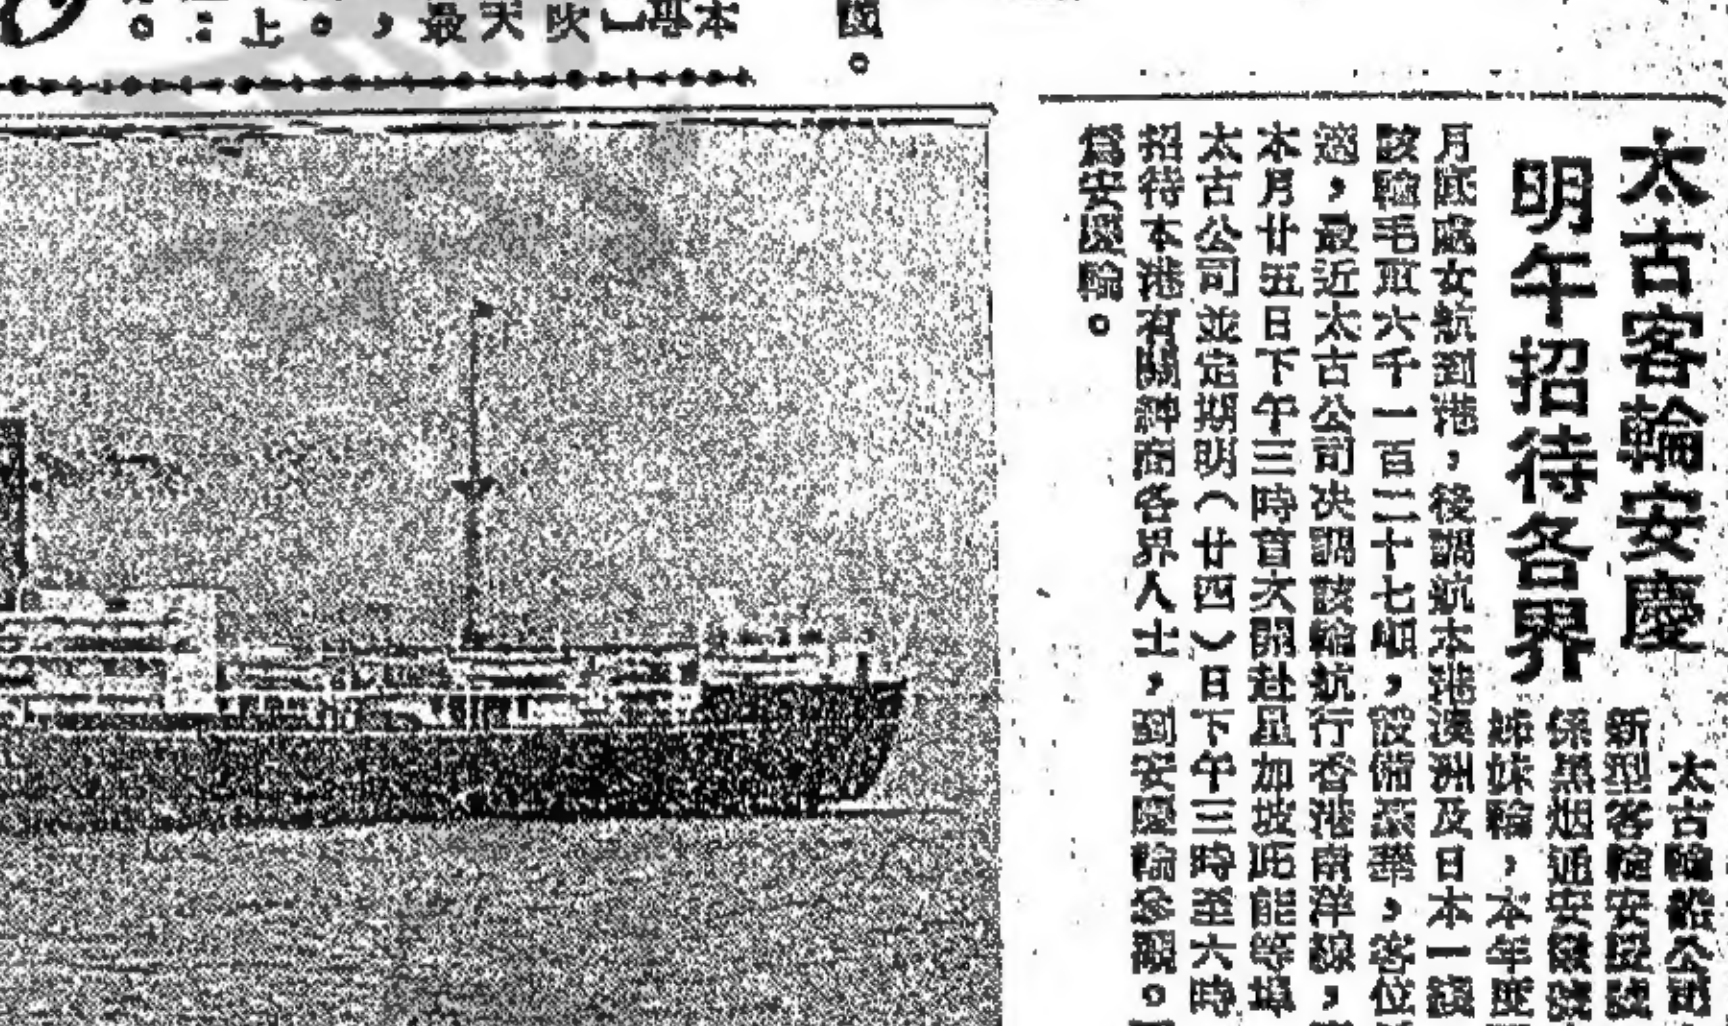 國。
太古客輪安慶
明午招待各界
太古輪船公司
新型客輪安慶號
係黑烟通安徽號
姊妹輪，本年五
月底處女航到港，後調航本港澳洲及日本一線
該輪毛重六千一百二十七噸，設備豪華，客位
適，最近太古公司决調該輪航行香港南洋線，
本月廿五日下午三時首次開赴星加坡庇能等埠
太古公司並定期明（廿四）日下午三時至六時
招待本港有關紳商各界人士，到安慶輪參觀。
為安慶輪。